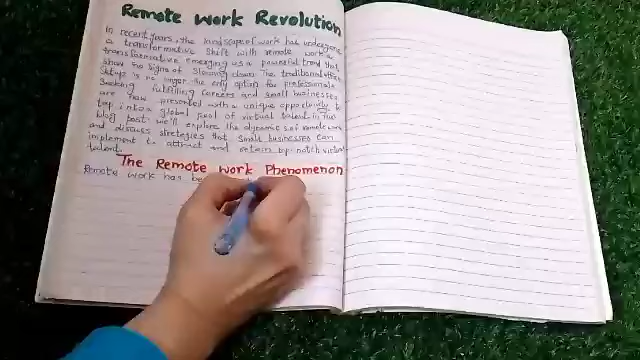 Remote Work Revolution
In recent years, the landscape of work has undergone
a transformative shift with remote work a
transformative emerging as a powerful trend that
show no signs of slowing down. The traditional office
setup is no longer the only option for professionals
seeking fulfilling careers and small businesses
are now presented with a unique opportunity to
tap into a global pool of virtual talent in this
blog post we'll explore the dynamics of remote work
and discuss strategies that small businesses can
implement to attract and retain top-notch virtual
talent.
The Remote Work Phenomenon
Remote work has